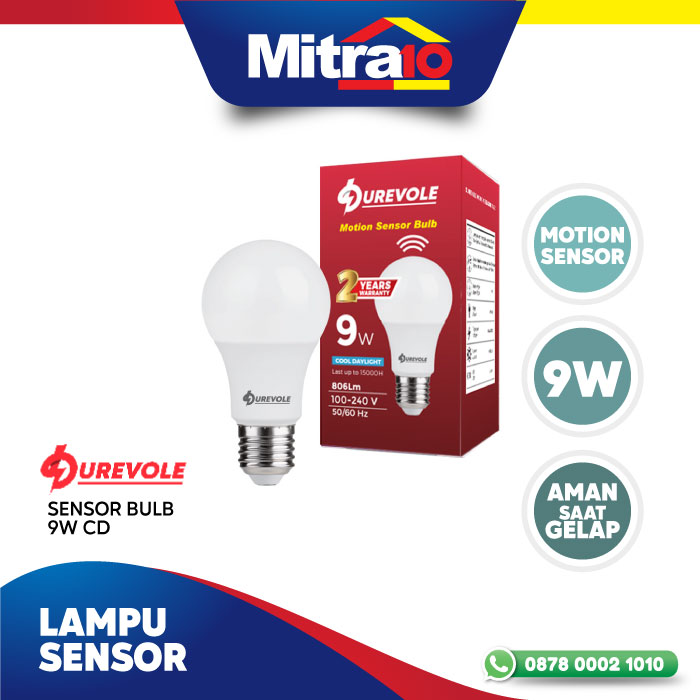 Mitra10
DUREVOLE
Motion Sensor Bulb
2 YEARS
WARRANTY
9W
COOL DAYLIGHT
Last up to 15000H
806Lm
100-240 V
50/60 Hz
DUREVOLE
DUREVOLE
MOTION
SENSOR
9W
AMAN
SAAT
GELAP
DUREVOLE
SENSOR BULB
9W CD
LAMPU
SENSOR
0878 0002 1010